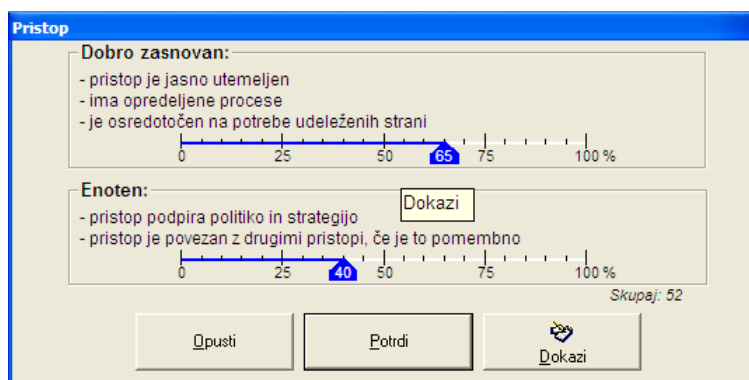 Pristop
Dobro zasnovan:
- pristop je jasno utemeljen
- ima opredeljene procese
- je osredotočen na potrebe udeleženih strani
0 25 50 65 75 100 %
Enoten:
Dokazi
- pristop podpira politiko in strategijo
- pristop je povezan z drugimi pristopi, če je to pomembno
0 25 40 50 75 100 %
Skupaj: 52
Opusti Potrdi Dokazi